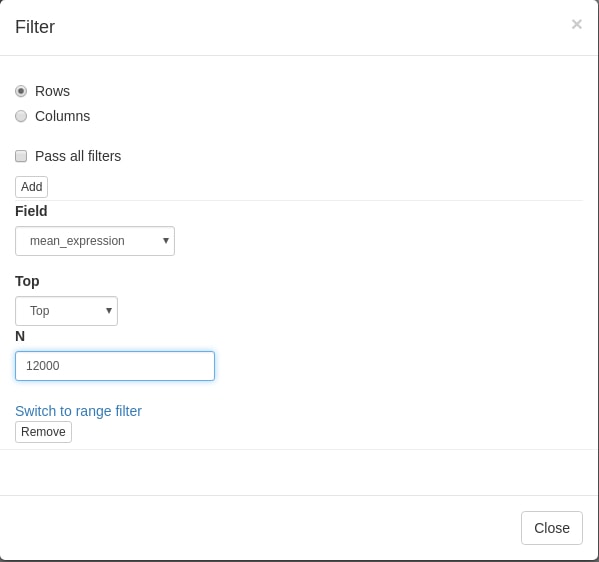 Filter ×
Rows
Columns
Pass all filters
Add
Field
mean_expression
Top
Top
N
12000
Switch to range filter
Remove
Close